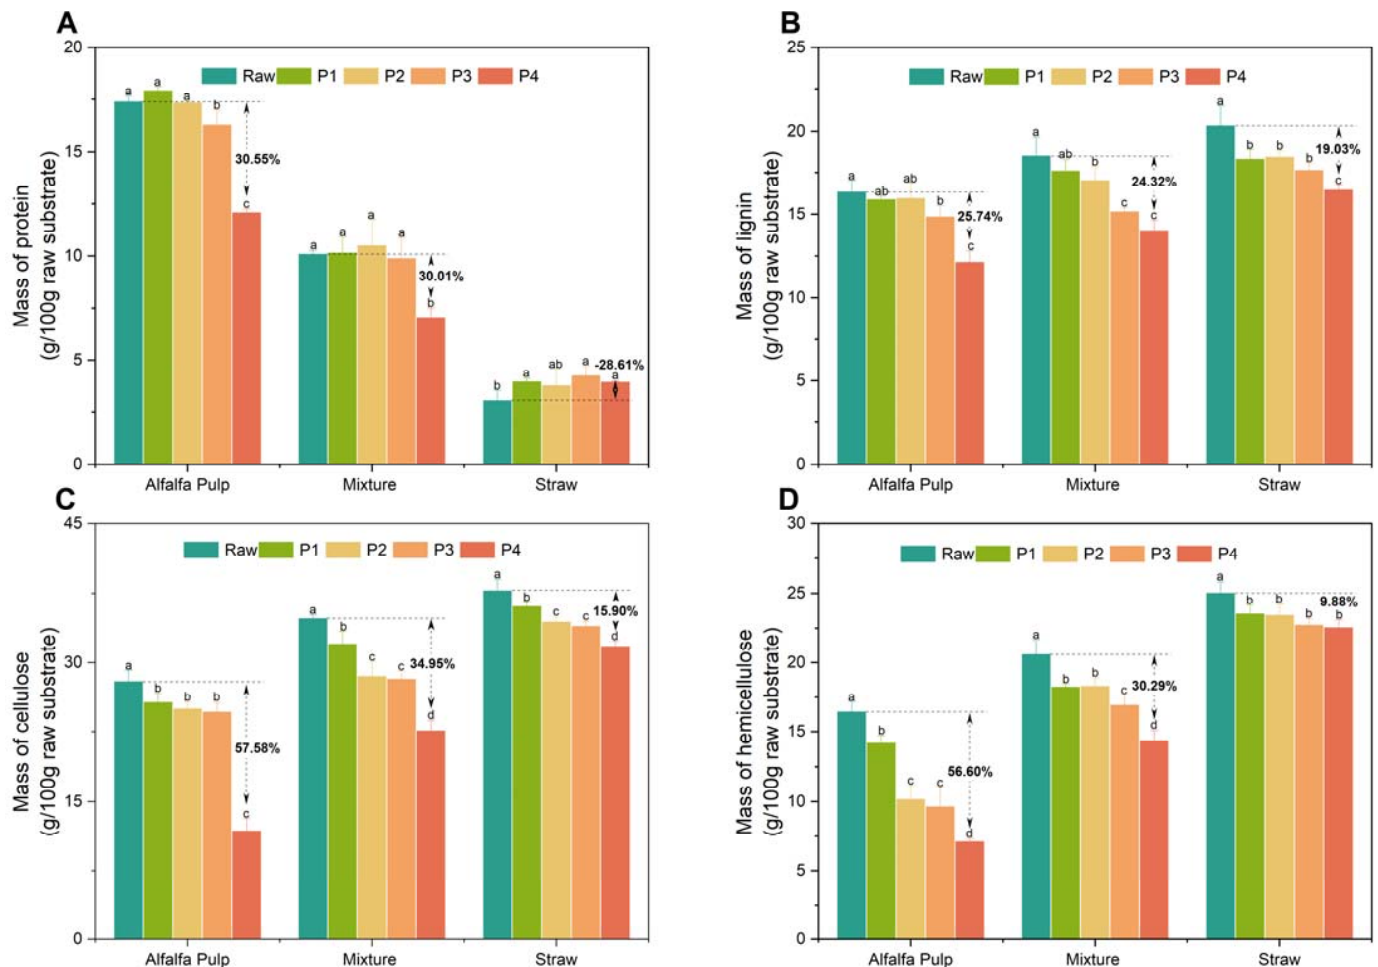 A
20
15
10
5
0
Mass of protein
(g/100g raw substrate)
Raw P1 P2 P3 P4
a a a b c
30.55%
a a a a b
30.01%
b a ab a a
-28.61%
Alfalfa Pulp Mixture Straw
B
25
20
15
10
5
0
Mass of lignin
(g/100g raw substrate)
Raw P1 P2 P3 P4
a ab ab b c
25.74%
a ab b c c
24.32%
a b b b c
19.03%
Alfalfa Pulp Mixture Straw
C
45
30
15
0
Mass of cellulose
(g/100g raw substrate)
Raw P1 P2 P3 P4
a b b b c
57.58%
a b c c d
34.95%
a b c c d
15.90%
Alfalfa Pulp Mixture Straw
D
30
25
20
15
10
5
0
Mass of hemicellulose
(g/100g raw substrate)
Raw P1 P2 P3 P4
a b c c d
56.60%
a b b c d
30.29%
a b b b b
9.88%
Alfalfa Pulp Mixture Straw